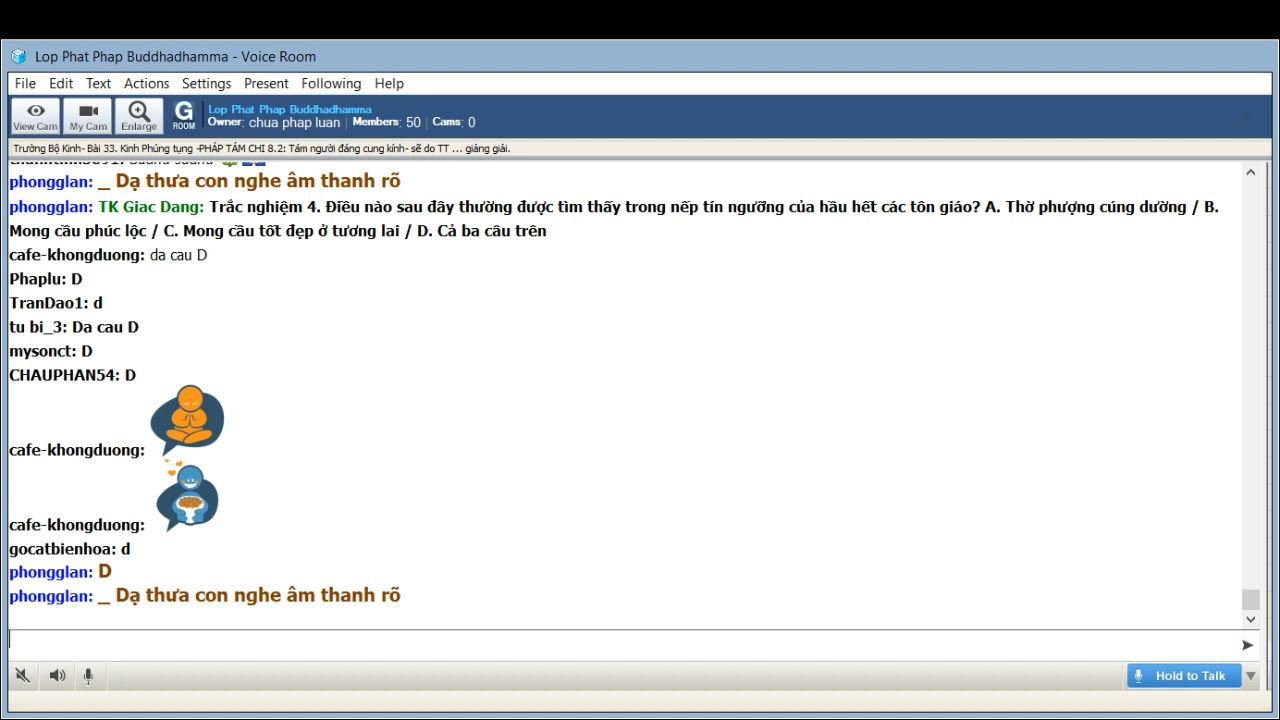 Lop Phat Phap Buddhadhamma - Voice Room
File Edit Text Actions Settings Present Following Help
View Cam My Cam Enlarge G ROOM Lop Phat Phap Buddhadhamma
Owner: chua phap luan | Members: 50 | Cams: 0
Trường Bộ Kinh- Bài 33. Kinh Phúng tụng -PHÁP TÁM CHI 8.2: Tám người đáng cung kính- sẽ do TT ... giảng giải.
phongglan: _ Dạ thưa con nghe âm thanh rõ
phongglan: TK Giac Dang: Trắc nghiệm 4. Điều nào sau đây thường được tìm thấy trong nếp tín ngưỡng của hầu hết các tôn giáo? A. Thờ phượng cúng dường / B.
Mong cầu phúc lộc / C. Mong cầu tốt đẹp ở tương lai / D. Cả ba câu trên
cafe-khongduong: da cau D
Phaplu: D
TranDao1: d
tu bi_3: Da cau D
mysonct: D
CHAUPHAN54: D
cafe-khongduong:
cafe-khongduong:
gocatbienhoa: d
phongglan: D
phongglan: _ Dạ thưa con nghe âm thanh rõ
Hold to Talk